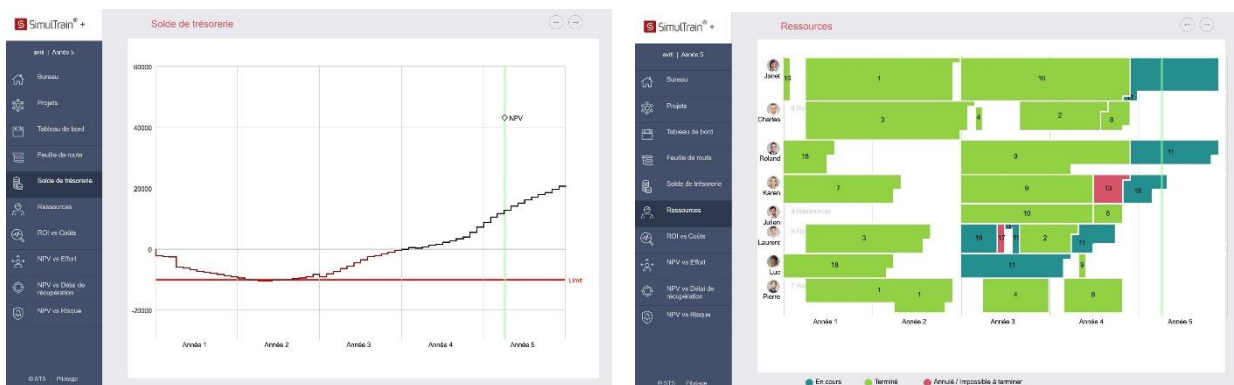 SimulTrain® +
Solde de trésorerie
avril | Année 5
Bureau
Projets
Tableau de bord
Feuille de route
Solde de trésorerie
Ressources
ROI vs Coûts
NPV vs Effort
NPV vs Délai de
récupération
NPV vs Risque
© STS | Pilotage
60000
40000
20000
0
-20000
NPV
Limit
Année 1
Année 2
Année 3
Année 4
Année 5
SimulTrain® +
Ressources
avril | Année 5
Bureau
Projets
Tableau de bord
Feuille de route
Solde de trésorerie
Ressources
ROI vs Coûts
NPV vs Effort
NPV vs Délai de
récupération
NPV vs Risque
© STS | Pilotage
Janet
10
1
10
Charles
3
4
2
8
Roland
18
3
11
Karen
7
9
13
18
Julien
4 Ressources
10
8
Laurent
3
19
17
11
2
11
Luc
18
11
9
Pierre
1
1
4
8
Année 1
Année 2
Année 3
Année 4
Année 5
En cours
Terminé
Annulé / Impossible à terminer